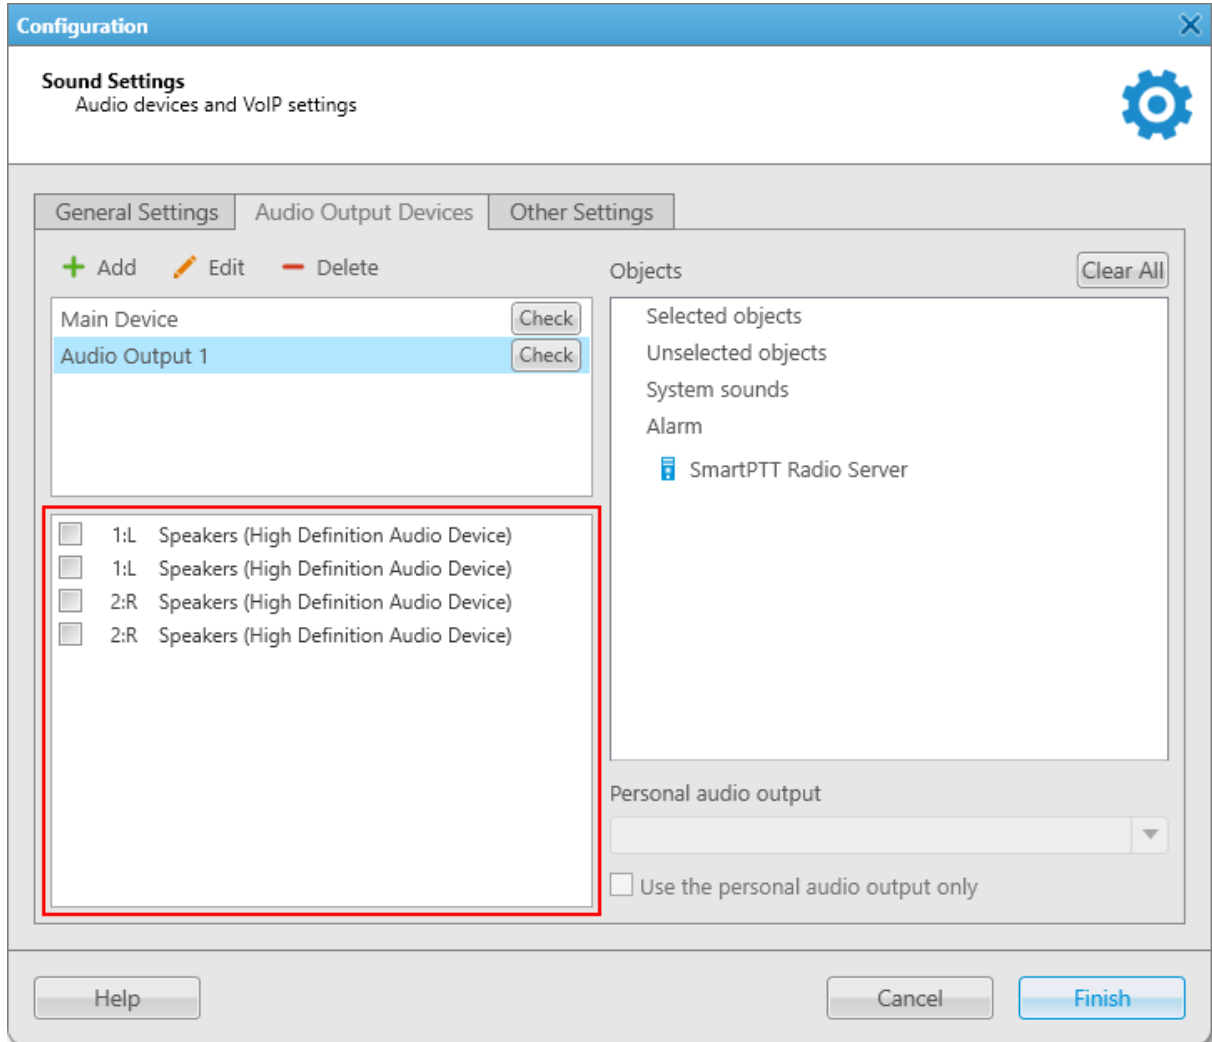 Configuration
Sound Settings
Audio devices and VoIP settings
General Settings
Audio Output Devices
Other Settings
Add
Edit
Delete
Main Device
Check
Audio Output 1
Check
1:L Speakers (High Definition Audio Device)
1:L Speakers (High Definition Audio Device)
2:R Speakers (High Definition Audio Device)
2:R Speakers (High Definition Audio Device)
Objects
Clear All
Selected objects
Unselected objects
System sounds
Alarm
SmartPTT Radio Server
Personal audio output
Use the personal audio output only
Help
Cancel
Finish